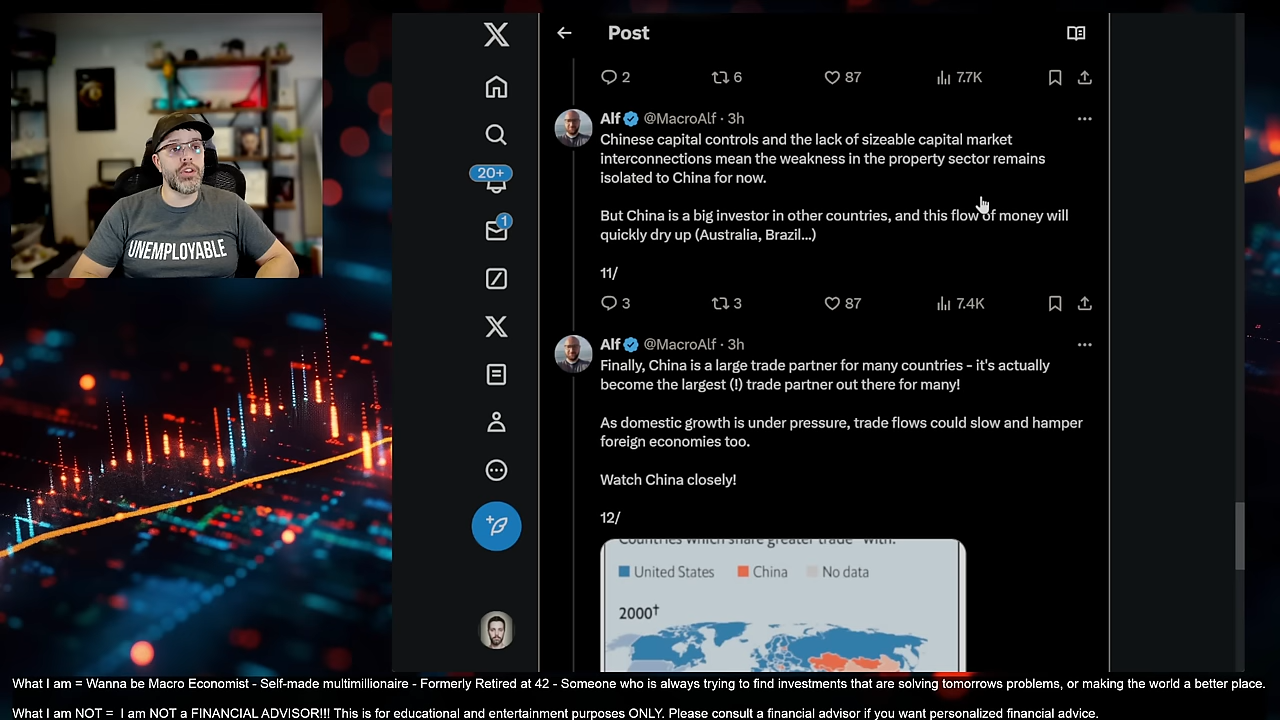 UNEMPLOYABLE
20+
1
Post
2 6 87 7.7K
Alf @MacroAlf · 3h
Chinese capital controls and the lack of sizeable capital market
interconnections mean the weakness in the property sector remains
isolated to China for now.
But China is a big investor in other countries, and this flow of money will
quickly dry up (Australia, Brazil...)
11/
3 3 87 7.4K
Alf @MacroAlf · 3h
Finally, China is a large trade partner for many countries - it's actually
become the largest (!) trade partner out there for many!
As domestic growth is under pressure, trade flows could slow and hamper
foreign economies too.
Watch China closely!
12/
Countries which share greater trade* with:
United States China No data
2000†
What I am = Wanna be Macro Economist - Self-made multimillionaire - Formerly Retired at 42 - Someone who is always trying to find investments that are solving tomorrows problems, or making the world a better place.
What I am NOT = I am NOT a FINANCIAL ADVISOR!!! This is for educational and entertainment purposes ONLY. Please consult a financial advisor if you want personalized financial advice.